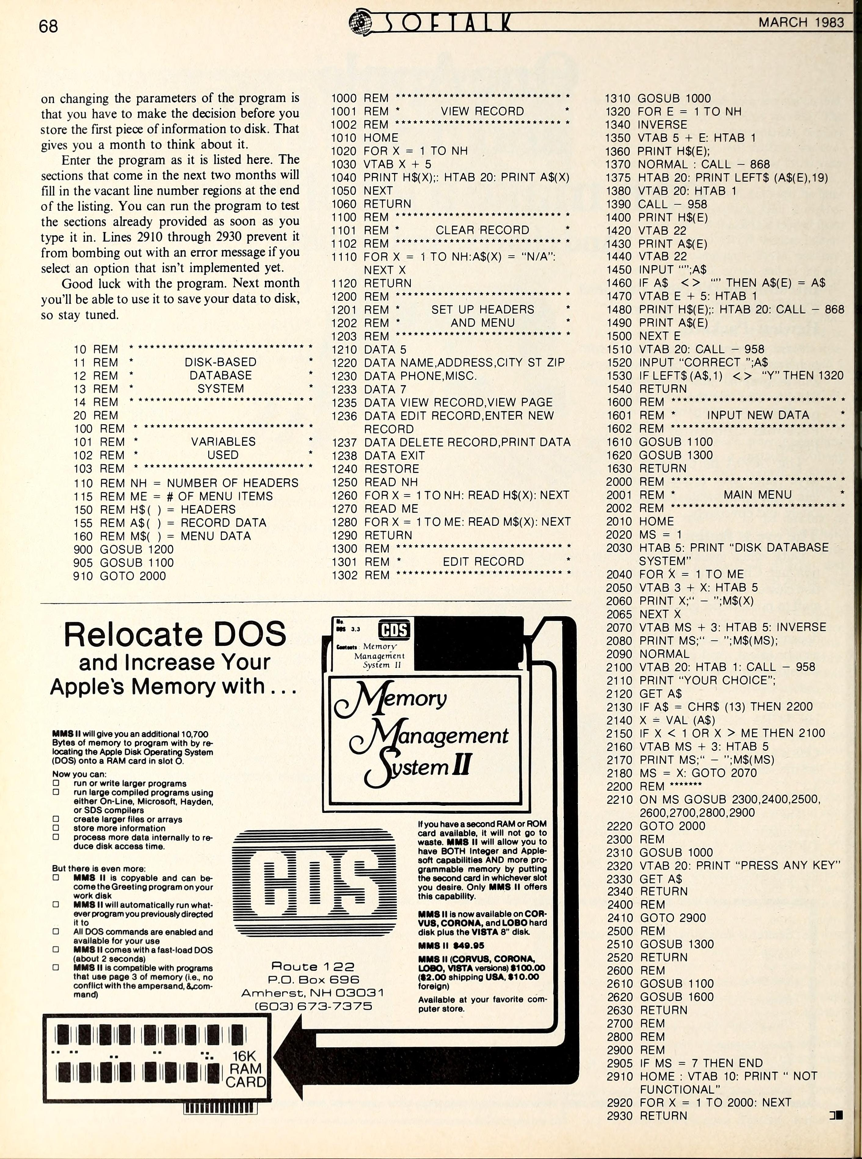 68
SOFTALK
MARCH 1983
on changing the parameters of the program is
that you have to make the decision before you
store the first piece of information to disk. That
gives you a month to think about it.
Enter the program as it is listed here. The
sections that come in the next two months will
fill in the vacant line number regions at the end
of the listing. You can run the program to test
the sections already provided as soon as you
type it in. Lines 2910 through 2930 prevent it
from bombing out with an error message if you
select an option that isn't implemented yet.
Good luck with the program. Next month
you'll be able to use it to save your data to disk,
so stay tuned.
10 REM * * * * * * * * * * * * * * * * * * * * * * * * * *
11 REM * DISK-BASED *
12 REM * DATABASE *
13 REM * SYSTEM *
14 REM * * * * * * * * * * * * * * * * * * * * * * * * * *
20 REM
100 REM * * * * * * * * * * * * * * * * * * * * * * * * * *
101 REM * VARIABLES *
102 REM * USED *
103 REM * * * * * * * * * * * * * * * * * * * * * * * * * *
110 REM NH = NUMBER OF HEADERS
115 REM ME = # OF MENU ITEMS
150 REM H$( ) = HEADERS
155 REM A$( ) = RECORD DATA
160 REM M$( ) = MENU DATA
900 GOSUB 1200
905 GOSUB 1100
910 GOTO 2000
1000 REM **************************
1001 REM * VIEW RECORD *
1002 REM **************************
1010 HOME
1020 FOR X = 1 TO NH
1030 VTAB X + 5
1040 PRINT H$(X);: HTAB 20: PRINT A$(X)
1050 NEXT
1060 RETURN
1100 REM **************************
1101 REM * CLEAR RECORD *
1102 REM **************************
1110 FOR X = 1 TO NH:A$(X) = "N/A":
NEXT X
1120 RETURN
1200 REM **************************
1201 REM * SET UP HEADERS *
1202 REM * AND MENU *
1203 REM **************************
1210 DATA 5
1220 DATA NAME,ADDRESS,CITY ST ZIP
1230 DATA PHONE,MISC.
1233 DATA 7
1235 DATA VIEW RECORD,VIEW PAGE
1236 DATA EDIT RECORD,ENTER NEW
RECORD
1237 DATA DELETE RECORD,PRINT DATA
1238 DATA EXIT
1240 RESTORE
1250 READ NH
1260 FOR X = 1 TO NH: READ H$(X): NEXT
1270 READ ME
1280 FOR X = 1 TO ME: READ M$(X): NEXT
1290 RETURN
1300 REM **************************
1301 REM * EDIT RECORD *
1302 REM **************************
1310 GOSUB 1000
1320 FOR E = 1 TO NH
1340 INVERSE
1350 VTAB 5 + E: HTAB 1
1360 PRINT H$(E);
1370 NORMAL : CALL - 868
1375 HTAB 20: PRINT LEFT$ (A$(E),19)
1380 VTAB 20: HTAB 1
1390 CALL - 958
1400 PRINT H$(E)
1420 VTAB 22
1430 PRINT A$(E)
1440 VTAB 22
1450 INPUT "";A$
1460 IF A$ <> "" THEN A$(E) = A$
1470 VTAB E + 5: HTAB 1
1480 PRINT H$(E);: HTAB 20: CALL - 868
1490 PRINT A$(E)
1500 NEXT E
1510 VTAB 20: CALL - 958
1520 INPUT "CORRECT ";A$
1530 IF LEFT$ (A$,1) <> "Y" THEN 1320
1540 RETURN
1600 REM **************************
1601 REM * INPUT NEW DATA *
1602 REM **************************
1610 GOSUB 1100
1620 GOSUB 1300
1630 RETURN
2000 REM **************************
2001 REM * MAIN MENU *
2002 REM **************************
2010 HOME
2020 MS = 1
2030 HTAB 5: PRINT "DISK DATABASE
SYSTEM"
2040 FOR X = 1 TO ME
2050 VTAB 3 + X: HTAB 5
2060 PRINT X;" - ";M$(X)
2065 NEXT X
2070 VTAB MS + 3: HTAB 5: INVERSE
2080 PRINT MS;" - ";M$(MS);
2090 NORMAL
2100 VTAB 20: HTAB 1: CALL - 958
2110 PRINT "YOUR CHOICE";
2120 GET A$
2130 IF A$ = CHR$ (13) THEN 2200
2140 X = VAL (A$)
2150 IF X < 1 OR X > ME THEN 2100
2160 VTAB MS + 3: HTAB 5
2170 PRINT MS;" - ";M$(MS)
2180 MS = X: GOTO 2070
2200 REM *******
2210 ON MS GOSUB 2300,2400,2500,
2600,2700,2800,2900
2220 GOTO 2000
2300 REM
2310 GOSUB 1000
2320 VTAB 20: PRINT "PRESS ANY KEY"
2330 GET A$
2340 RETURN
2400 REM
2410 GOTO 2900
2500 REM
2510 GOSUB 1300
2520 RETURN
2600 REM
2610 GOSUB 1100
2620 GOSUB 1600
2630 RETURN
2700 REM
2800 REM
2900 REM
2905 IF MS = 7 THEN END
2910 HOME : VTAB 10: PRINT " NOT
FUNCTIONAL"
2920 FOR X = 1 TO 2000: NEXT
2930 RETURN
Relocate DOS
and Increase Your
Apple's Memory with ...
MMS II will give you an additional 10,700
Bytes of memory to program with by re-
locating the Apple Disk Operating System
(DOS) onto a RAM card in slot O.
Now you can:
□ run or write larger programs
□ run large compiled programs using
either On-Line, Microsoft, Hayden,
or SDS compilers
□ create larger files or arrays
□ store more information
□ process more data internally to re-
duce disk access time.
But there is even more:
□ MMS II is copyable and can be-
come the Greeting program on your
work disk
□ MMS II will automatically run what-
ever program you previously directed
it to
□ All DOS commands are enabled and
available for your use
□ MMS II comes with a fast-load DOS
(about 2 seconds)
□ MMS II is compatible with programs
that use page 3 of memory (i.e., no
conflict with the ampersand, &,com-
mand)
No.
DOS 3.3
CDS
Contents: Memory
Management
System II
Memory
Management
System II
CDS
Route 122
P.O. Box 696
Amherst, NH 03031
(603) 673-7375
If you have a second RAM or ROM
card available, it will not go to
waste. MMS II will allow you to
have BOTH Integer and Apple-
soft capabilities AND more pro-
grammable memory by putting
the second card in whichever slot
you desire. Only MMS II offers
this capability.
MMS II is now available on COR-
VUS, CORONA, and LOBO hard
disk plus the VISTA 8" disk.
MMS II $49.95
MMS II (CORVUS, CORONA,
LOBO, VISTA versions) $100.00
($2.00 shipping USA, $10.00
foreign)
Available at your favorite com-
puter store.
16K
RAM
CARD